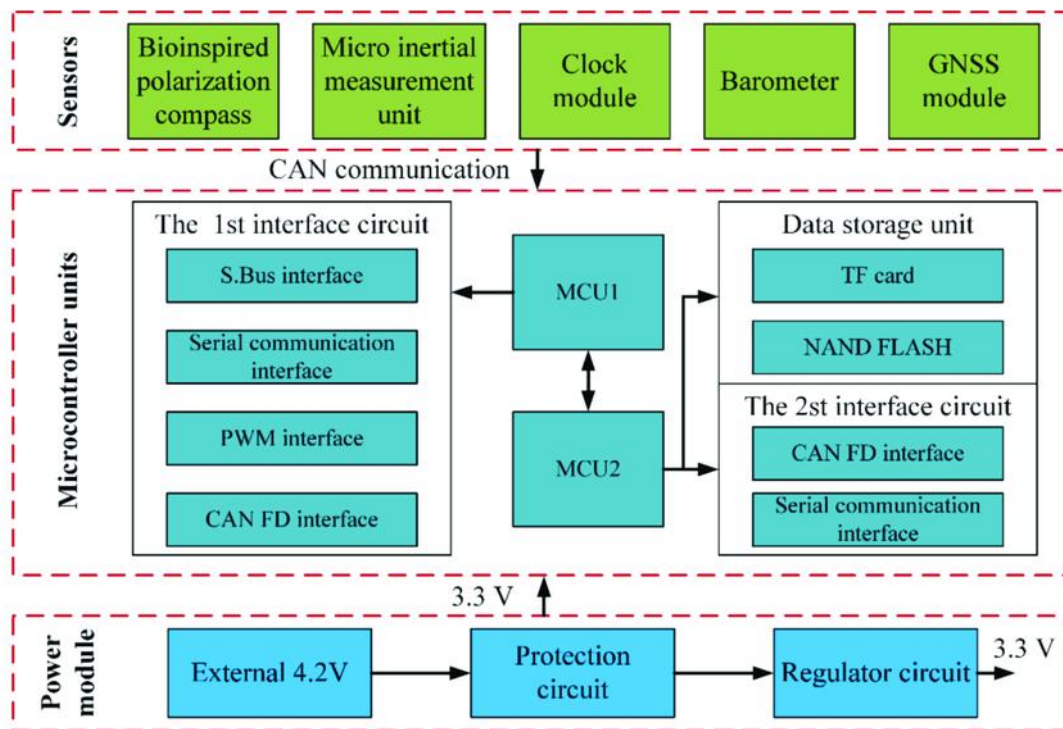 Sensors
Bioinspired
polarization
compass
Micro inertial
measurement
unit
Clock
module
Barometer
GNSS
module
CAN communication
Microcontroller units
The 1st interface circuit
S.Bus interface
Serial communication
interface
PWM interface
CAN FD interface
MCU1
MCU2
Data storage unit
TF card
NAND FLASH
The 2st interface circuit
CAN FD interface
Serial communication
interface
3.3 V
Power
module
External 4.2V
Protection
circuit
Regulator circuit
3.3 V